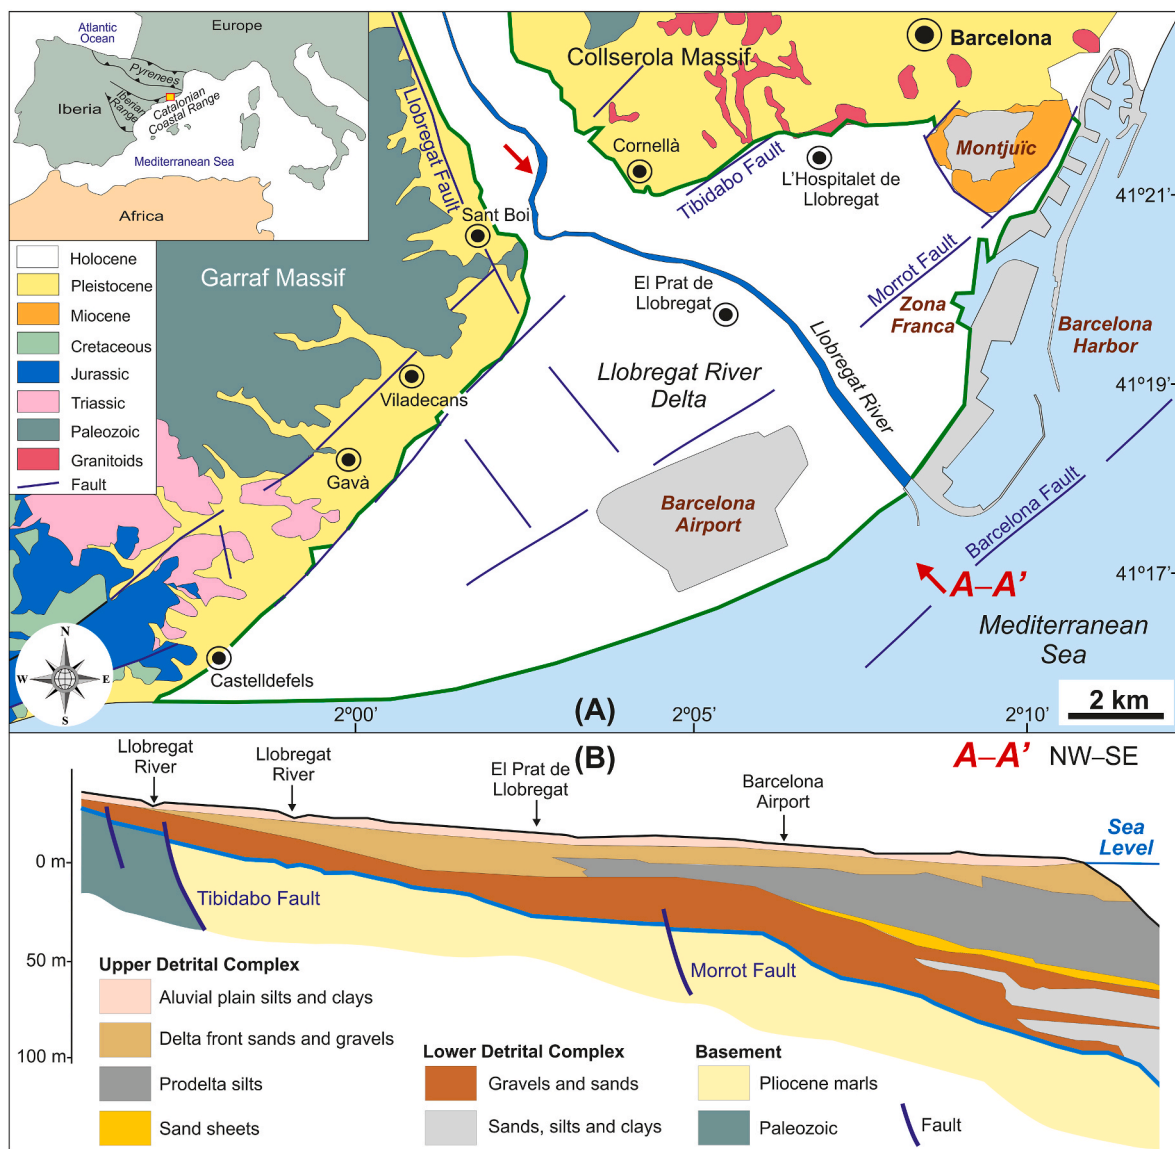 Atlantic
Ocean
Europe
Pyrenees
Iberian
Range
Iberia
Catalonian
Coastal Range
Mediterranean Sea
Africa
Holocene
Pleistocene
Miocene
Cretaceous
Jurassic
Triassic
Paleozoic
Granitoids
Fault
Collserola Massif
Barcelona
Llobregat Fault
Cornellà
Tibidabo Fault
L'Hospitalet de
Llobregat
Montjuïc
41°21'
Sant Boi
Garraf Massif
El Prat de
Llobregat
Morrot Fault
Zona
Franca
Barcelona
Harbor
Llobregat River
Delta
Llobregat River
41°19'
Viladecans
Gavà
Barcelona
Airport
Barcelona Fault
41°17'
A–A'
Mediterranean
Sea
N
W
E
S
Castelldefels
2 km
(A)
2°00'
2°05'
2°10'
(B)
A–A' NW–SE
Llobregat
River
Llobregat
River
El Prat de
Llobregat
Barcelona
Airport
Sea
Level
0 m
50 m
100 m
Tibidabo Fault
Morrot Fault
Upper Detrital Complex
Aluvial plain silts and clays
Delta front sands and gravels
Prodelta silts
Sand sheets
Lower Detrital Complex
Gravels and sands
Sands, silts and clays
Basement
Pliocene marls
Paleozoic
Fault